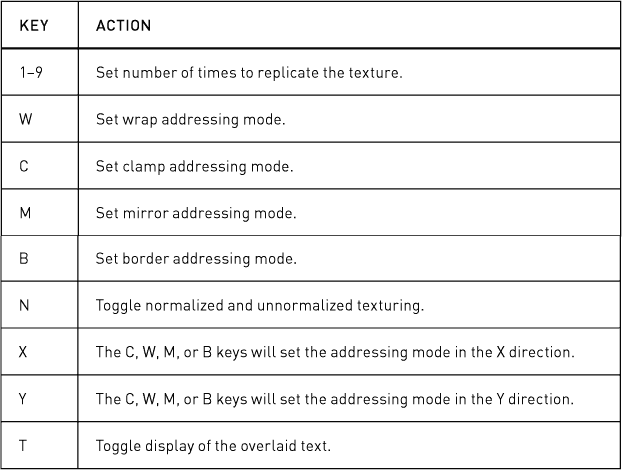 KEY ACTION
1–9 Set number of times to replicate the texture.
W Set wrap addressing mode.
C Set clamp addressing mode.
M Set mirror addressing mode.
B Set border addressing mode.
N Toggle normalized and unnormalized texturing.
X The C, W, M, or B keys will set the addressing mode in the X direction.
Y The C, W, M, or B keys will set the addressing mode in the Y direction.
T Toggle display of the overlaid text.